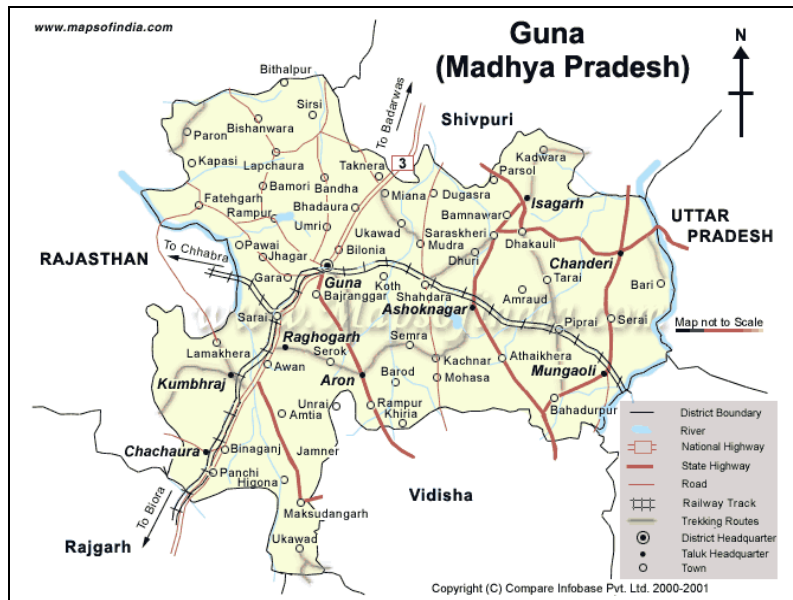 www.mapsofindia.com
Guna
(Madhya Pradesh)
N
Bithalpur
To Badarwas
Sirsi
Shivpuri
Bishanwara
Paron
3
Kadwara
Kapasi
Lapchaura
Taknera
Parsol
Bamori
Bandha
Miana
Dugasra
Isagarh
Fatehgarh
Bhadaura
Rampur
Bamnawar
UTTAR
PRADESH
Umri
Ukawad
Saraskheri
To Chhabra
Pawai
Bilonia
Mudra
Dhakauli
RAJASTHAN
Jhagar
Dhuri
Chanderi
Gara
Guna
Koth
Tarai
Bari
Bajranggar
Shahdara
Amraud
Ashoknagar
Sarai
www.mapsofindia.com
Piprai
Serai
Map not to Scale
Raghogarh
Semra
Lamakhera
Serok
Kachnar
Athaikhera
Awan
Kumbhraj
Aron
Barod
Mohasa
Mungaoli
Unrai
Rampur
Bahadurpur
Amtia
Khiria
District Boundary
River
Chachaura
Binaganj
Jamner
National Highway
State Highway
Panchi
Higona
Road
To Biora
Vidisha
Railway Track
Maksudangarh
Trekking Routes
District Headquarter
Rajgarh
Ukawad
Taluk Headquarter
Town
Copyright (C) Compare Infobase Pvt. Ltd. 2000-2001